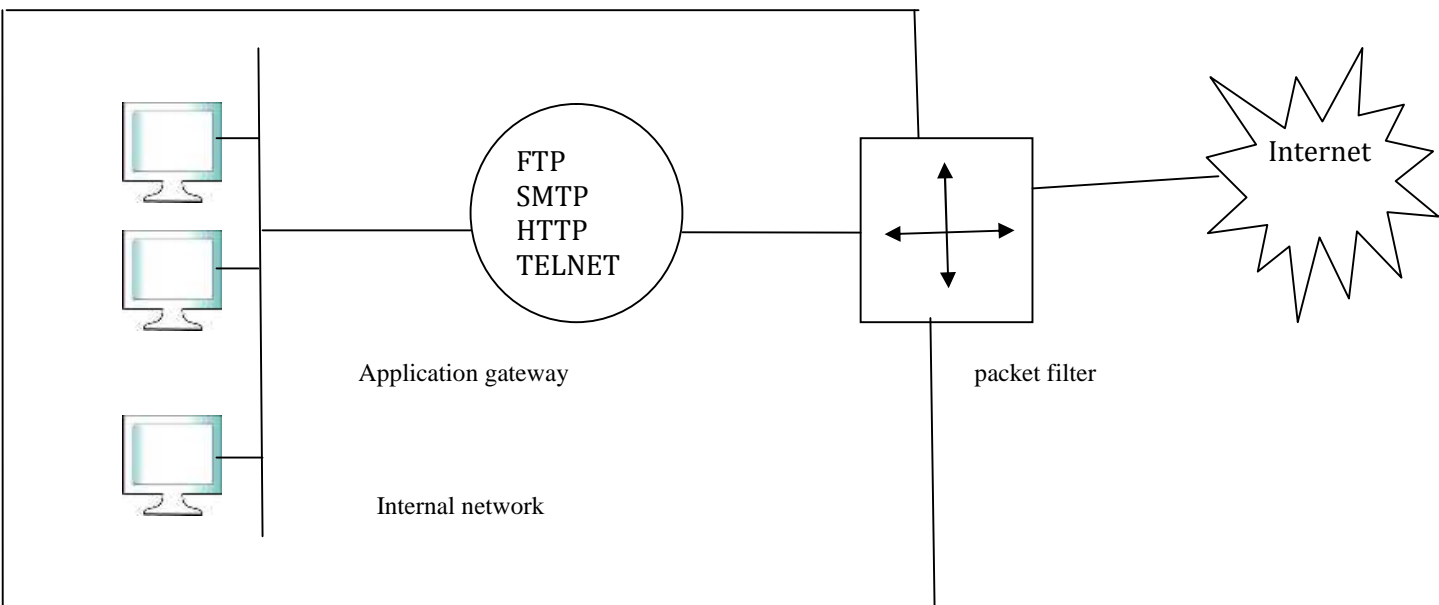 FTP
SMTP
HTTP
TELNET
Internet
Application gateway
packet filter
Internal network